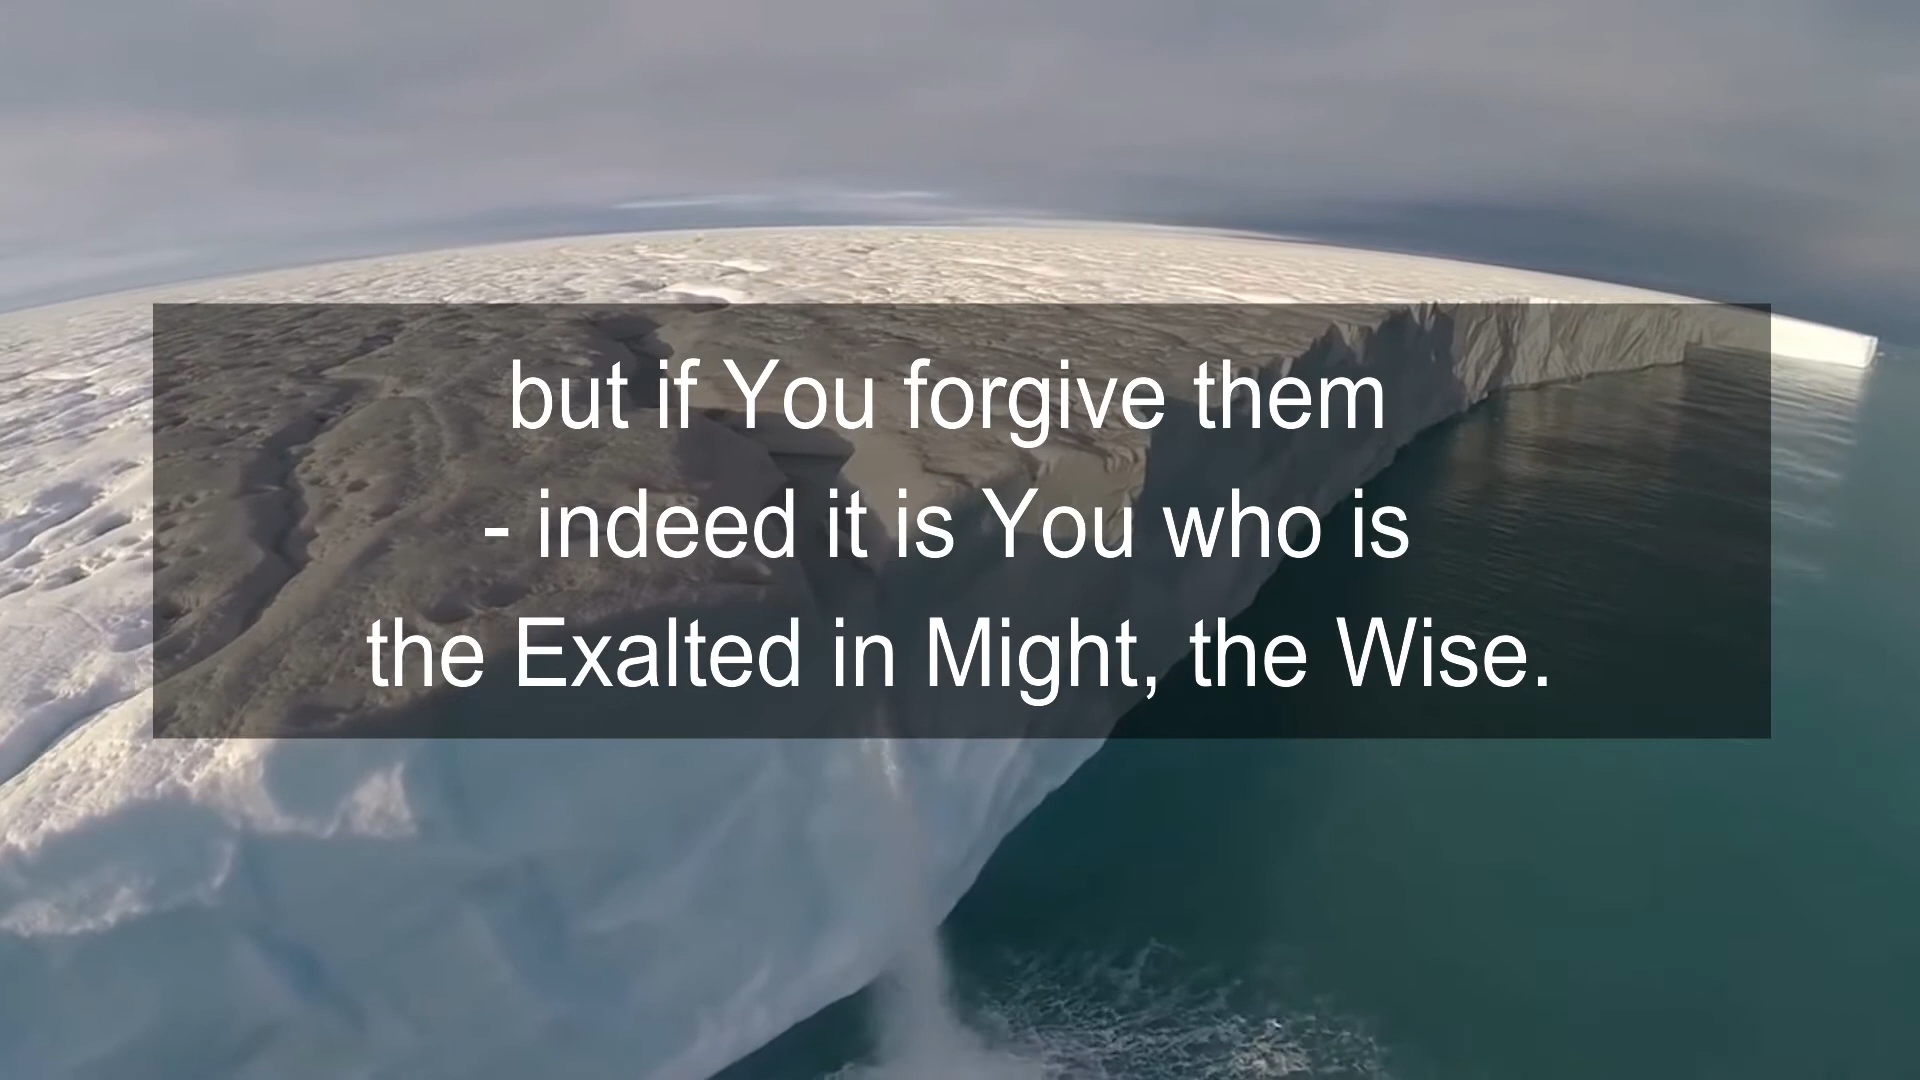 but if You forgive them
- indeed it is You who is
the Exalted in Might, the Wise.